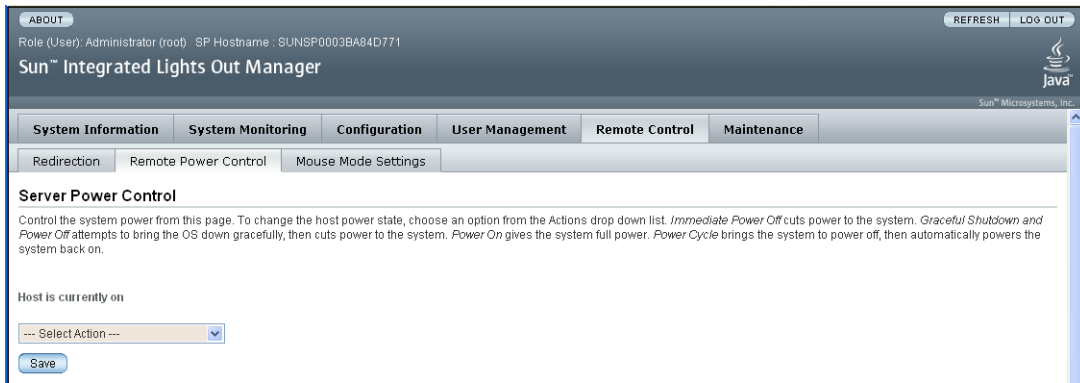 ABOUT
REFRESH LOG OUT
Role (User): Administrator (root) SP Hostname : SUNSP0003BA84D771
Sun™ Integrated Lights Out Manager
Java™
Sun™ Microsystems, Inc.
System Information System Monitoring Configuration User Management Remote Control Maintenance
Redirection Remote Power Control Mouse Mode Settings
Server Power Control
Control the system power from this page. To change the host power state, choose an option from the Actions drop down list. Immediate Power Off cuts power to the system. Graceful Shutdown and
Power Off attempts to bring the OS down gracefully, then cuts power to the system. Power On gives the system full power. Power Cycle brings the system to power off, then automatically powers the
system back on.
Host is currently on
--- Select Action ---
Save